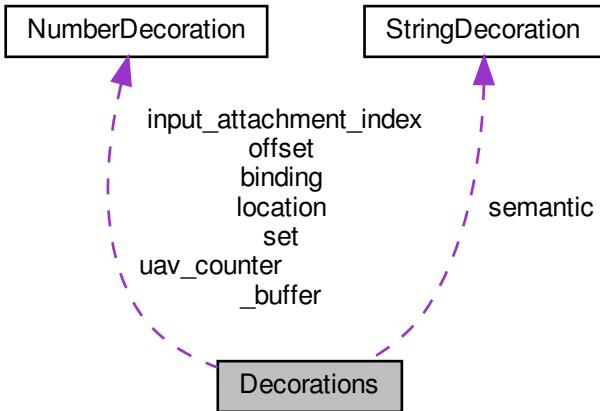 NumberDecoration
StringDecoration
input_attachment_index
offset
binding
location
set
uav_counter
_buffer
semantic
Decorations